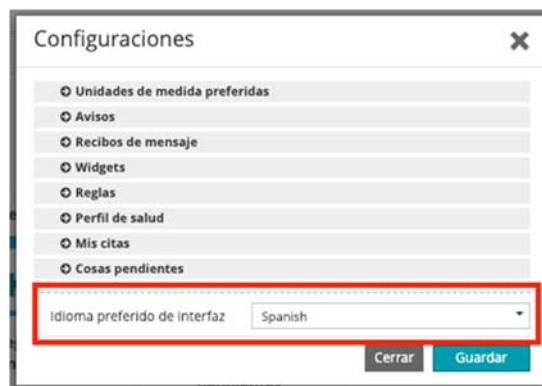 Configuraciones
Unidades de medida preferidas
Avisos
Recibos de mensaje
Widgets
Reglas
Perfil de salud
Mis citas
Cosas pendientes
Idioma preferido de interfaz Spanish
Cerrar Guardar